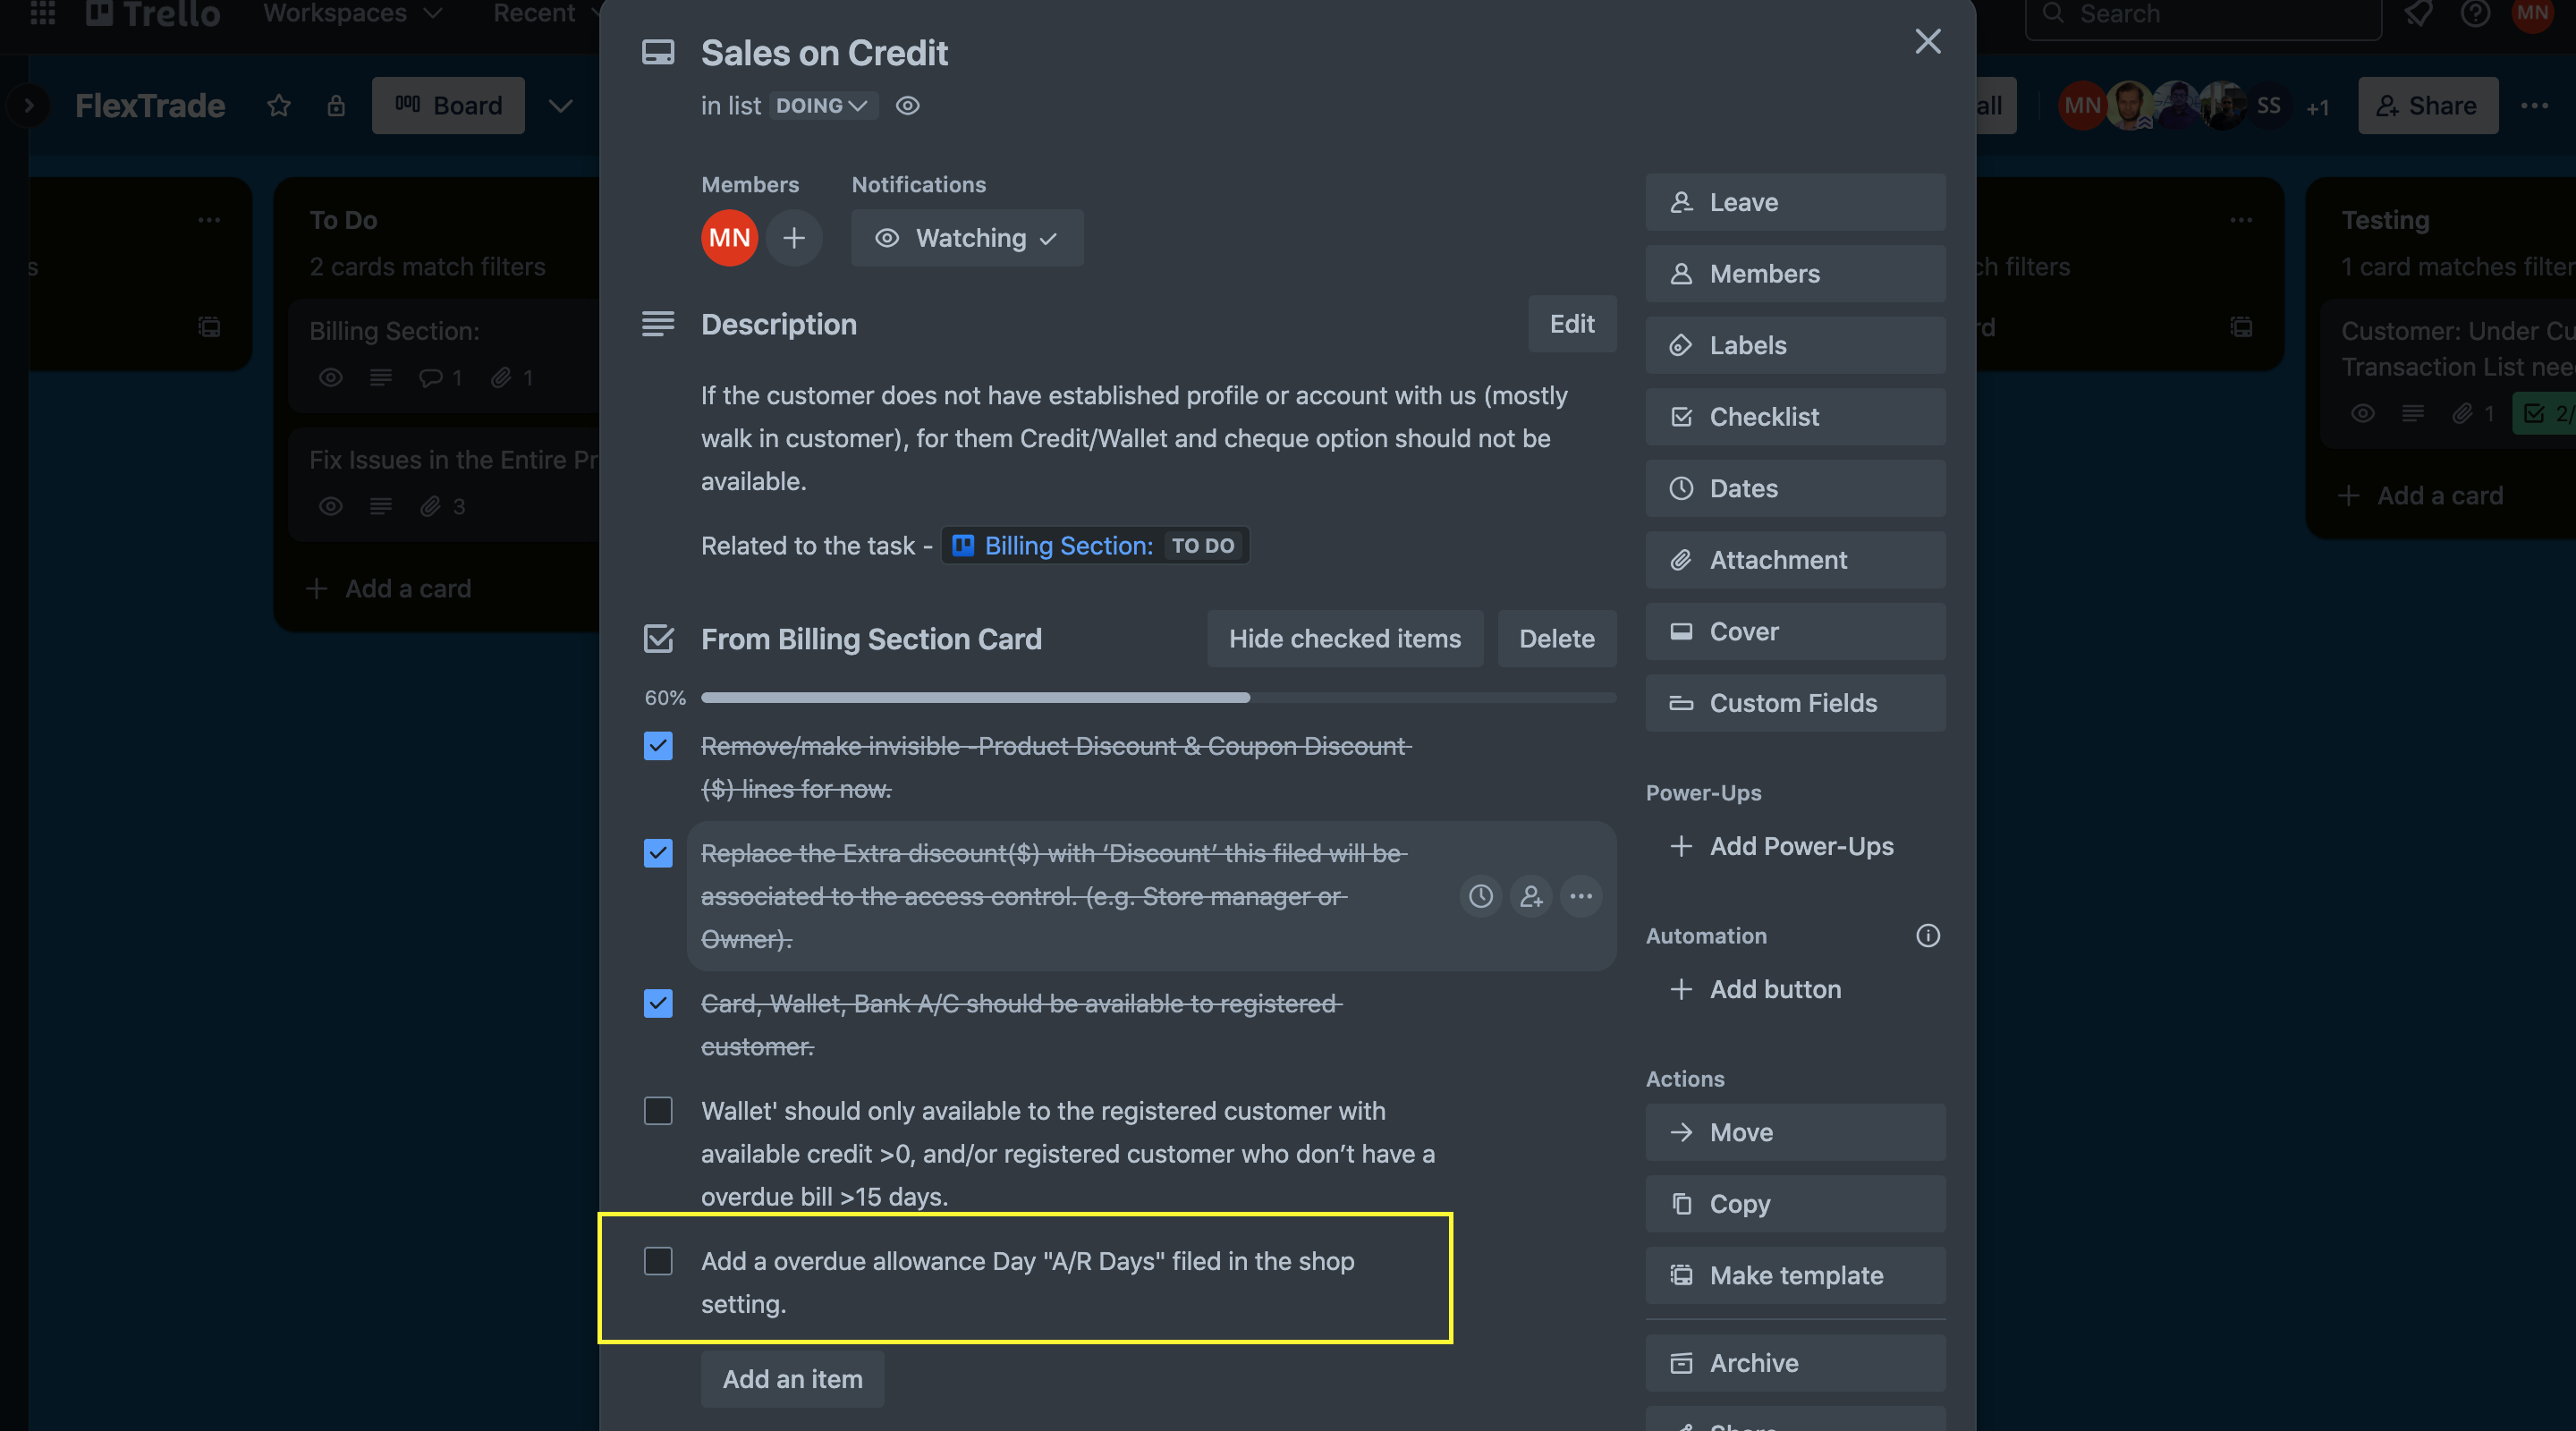 Trello
Workspaces
Recent
Search
MN
Sales on Credit
in list DOING
FlexTrade
Board
all
MN
SS
+1
Share
Members
Notifications
MN
Watching
Leave
Members
Labels
Checklist
Dates
Attachment
Cover
Custom Fields
To Do
2 cards match filters
Billing Section:
1
1
Fix Issues in the Entire Pr
3
Add a card
Description
Edit
If the customer does not have established profile or account with us (mostly
walk in customer), for them Credit/Wallet and cheque option should not be
available.
Related to the task - Billing Section: TO DO
From Billing Section Card
Hide checked items
Delete
60%
Remove/make invisible -Product Discount & Coupon Discount
($) lines for now.
Replace the Extra discount($) with ‘Discount’ this filed will be
associated to the access control. (e.g. Store manager or
Owner).
Card, Wallet, Bank A/C should be available to registered
customer.
Wallet' should only available to the registered customer with
available credit >0, and/or registered customer who don’t have a
overdue bill >15 days.
Add a overdue allowance Day "A/R Days" filed in the shop
setting.
Add an item
Power-Ups
Add Power-Ups
Automation
Add button
Actions
Move
Copy
Make template
Archive
ch filters
rd
Testing
1 card matches filter
Customer: Under Cu
Transaction List nee
1
2/
Add a card